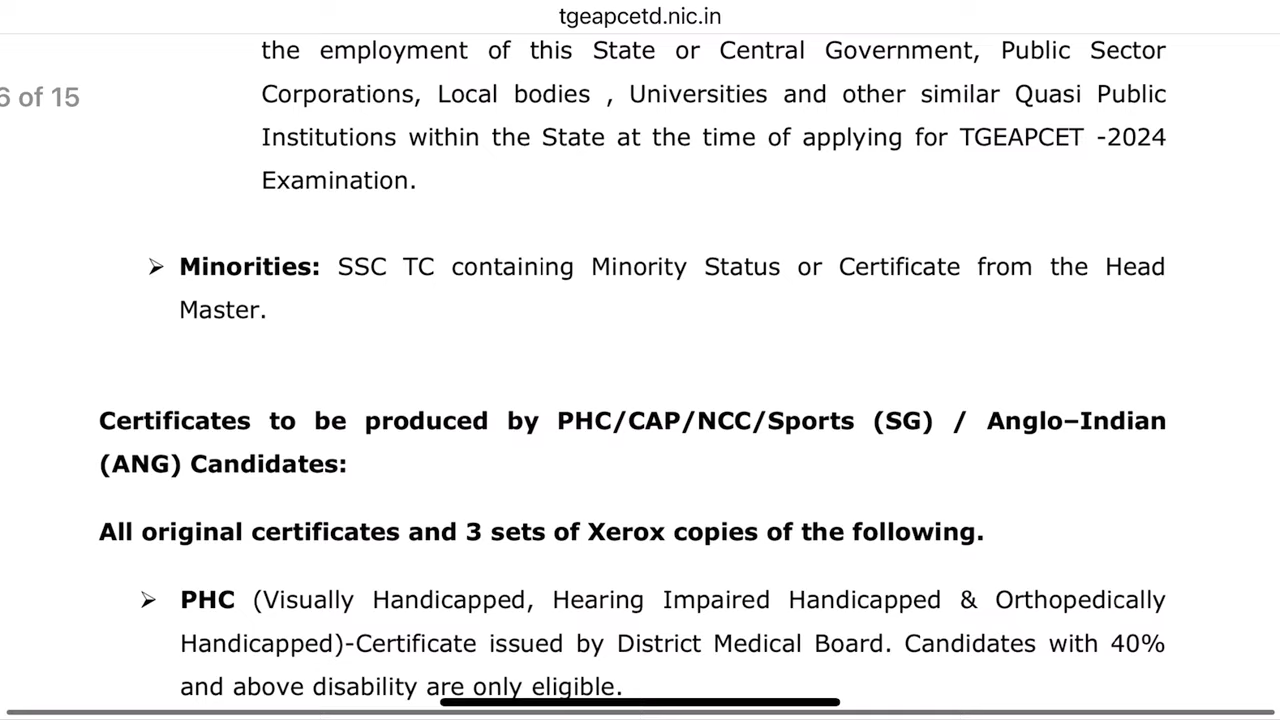 tgeapcetd.nic.in
the employment of this State or Central Government, Public Sector
6 of 15
Corporations, Local bodies , Universities and other similar Quasi Public
Institutions within the State at the time of applying for TGEAPCET -2024
Examination.
➢ Minorities: SSC TC containing Minority Status or Certificate from the Head
Master.
Certificates to be produced by PHC/CAP/NCC/Sports (SG) / Anglo–Indian
(ANG) Candidates:
All original certificates and 3 sets of Xerox copies of the following.
➢ PHC (Visually Handicapped, Hearing Impaired Handicapped & Orthopedically
Handicapped)-Certificate issued by District Medical Board. Candidates with 40%
and above disability are only eligible.